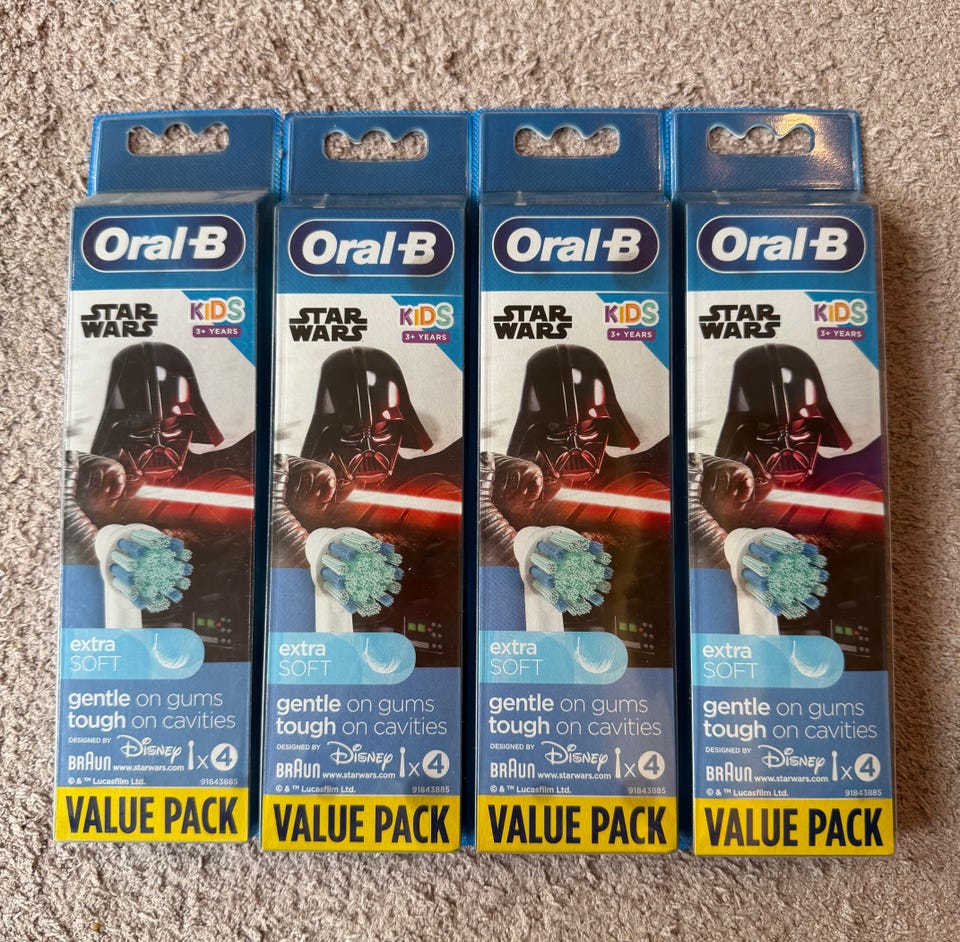 Oral-B
STAR
WARS
KIDS
3+ YEARS
extra
SOFT
gentle on gums
tough on cavities
DESIGNED BY Disney x 4
BRAUN www.starwars.com
© & ™ Lucasfilm Ltd. 91843885
VALUE PACK
Oral-B
STAR
WARS
KIDS
3+ YEARS
extra
SOFT
gentle on gums
tough on cavities
DESIGNED BY Disney x 4
BRAUN www.starwars.com
© & ™ Lucasfilm Ltd. 91843885
VALUE PACK
Oral-B
STAR
WARS
KIDS
3+ YEARS
extra
SOFT
gentle on gums
tough on cavities
DESIGNED BY Disney x 4
BRAUN www.starwars.com
© & ™ Lucasfilm Ltd. 91843885
VALUE PACK
Oral-B
STAR
WARS
KIDS
3+ YEARS
extra
SOFT
gentle on gums
tough on cavities
DESIGNED BY Disney x 4
BRAUN www.starwars.com
© & ™ Lucasfilm Ltd. 91843885
VALUE PACK